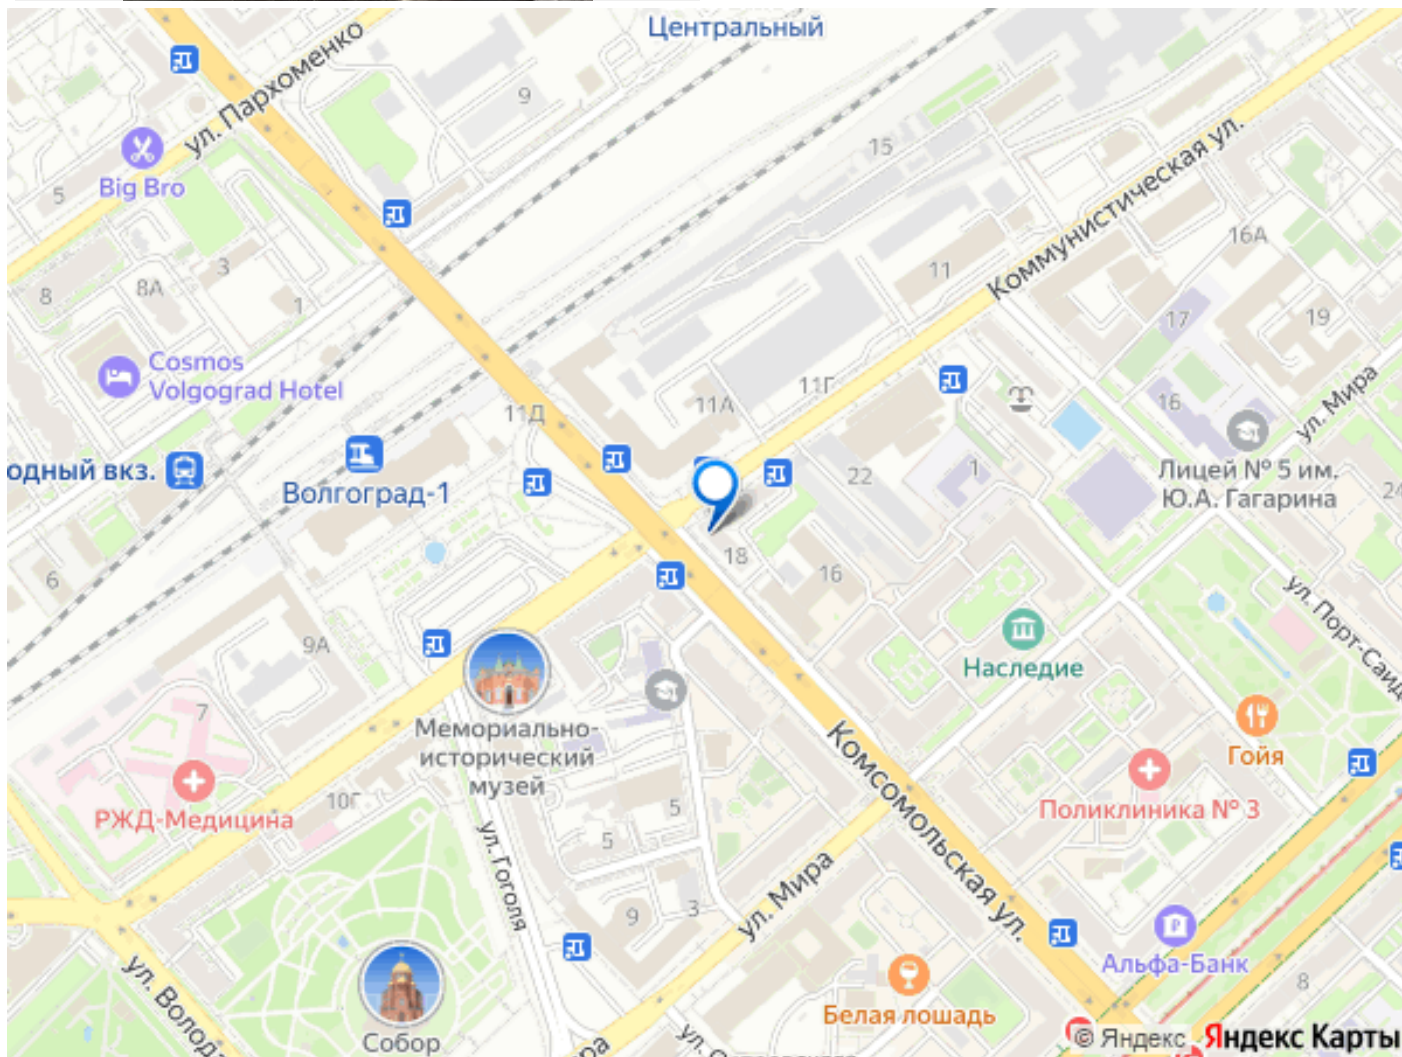 Центральный
ул. Пархоменко
9
15
Коммунистическая ул.
Big Bro
5
3
8А
8
1
11
16А
17
19
Cosmos
Volgograd Hotel
11Д
11А
11Г
16
ул. Мира
одный вкз.
Волгоград-1
22
1
Лицей № 5 им.
Ю.А. Гагарина
24
18
16
6
9А
ул. Порт-Саид
Наследие
7
Мемориально-
исторический
музей
Комсомольская ул.
Гойя
РЖД-Медицина
10Г
5
5
Поликлиника № 3
ул. Гоголя
ул. Мира
9
3
Альфа-Банк
8
ул. Волод
Белая лошадь
Собор
© Яндекс
Яндекс Карты